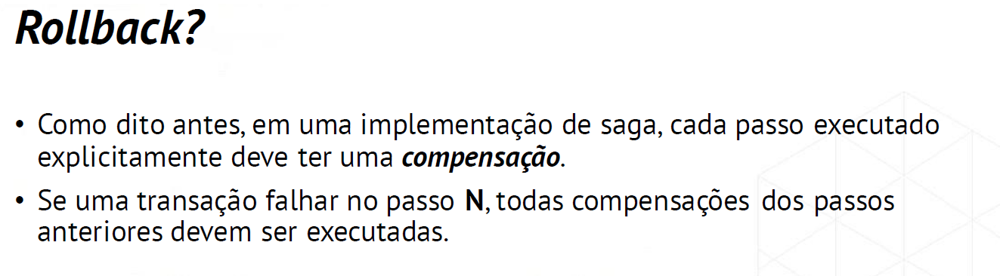 Rollback?
• Como dito antes, em uma implementação de saga, cada passo executado
explicitamente deve ter uma compensação.
• Se uma transação falhar no passo N, todas compensações dos passos
anteriores devem ser executadas.